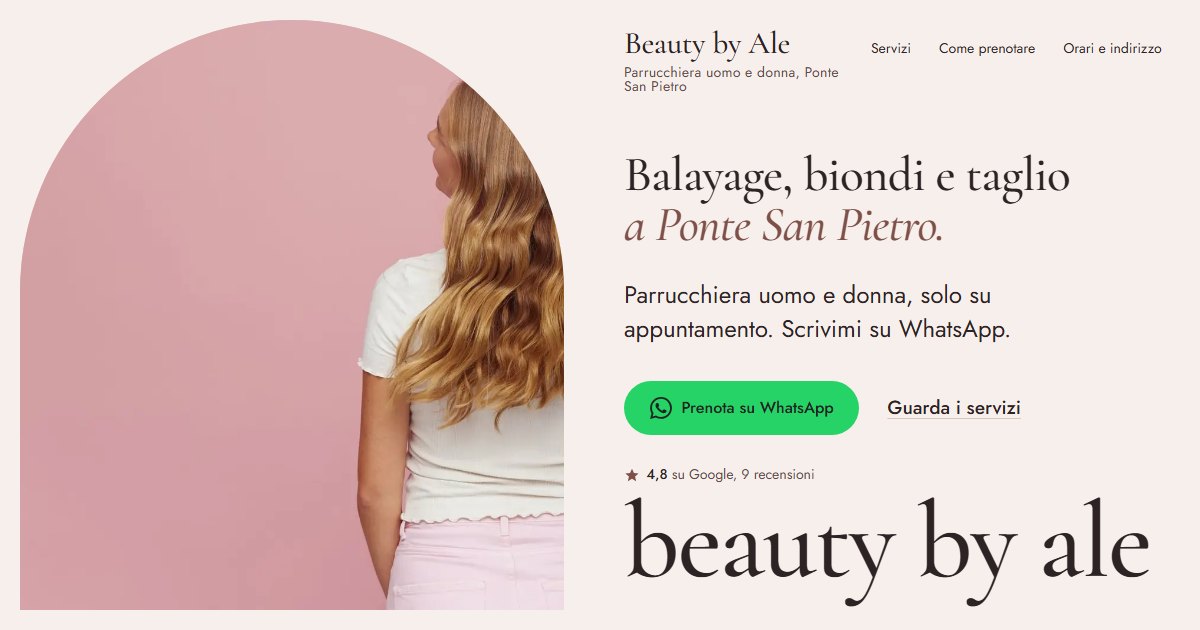 Beauty by Ale
Parrucchiera uomo e donna, Ponte
San Pietro
Servizi
Come prenotare
Orari e indirizzo
Balayage, biondi e taglio
a Ponte San Pietro.
Parrucchiera uomo e donna, solo su
appuntamento. Scrivimi su WhatsApp.
Prenota su WhatsApp
Guarda i servizi
4,8 su Google, 9 recensioni
beauty by ale